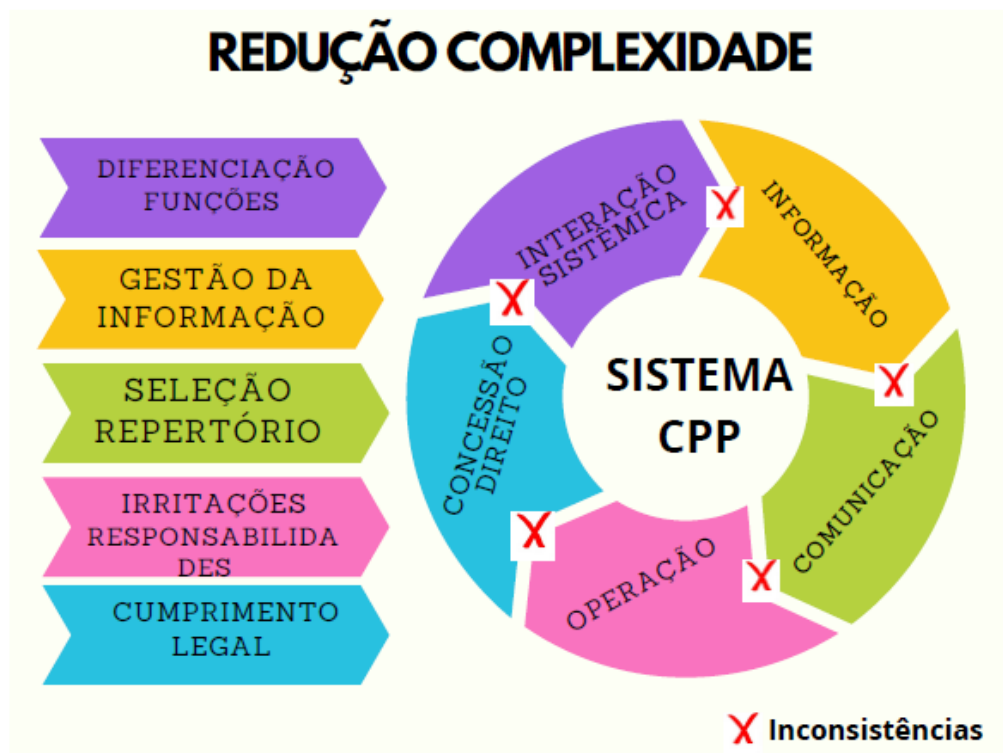 REDUÇÃO COMPLEXIDADE
DIFERENCIAÇÃO
FUNÇÕES
GESTÃO DA
INFORMAÇÃO
SELEÇÃO
REPERTÓRIO
IRRITAÇÕES
RESPONSABILIDA
DES
CUMPRIMENTO
LEGAL
INTERAÇÃO
SISTÊMICA
INFORMAÇÃO
COMUNICAÇÃO
OPERAÇÃO
CONCESSÃO
DIREITO
SISTEMA
CPP
X Inconsistências